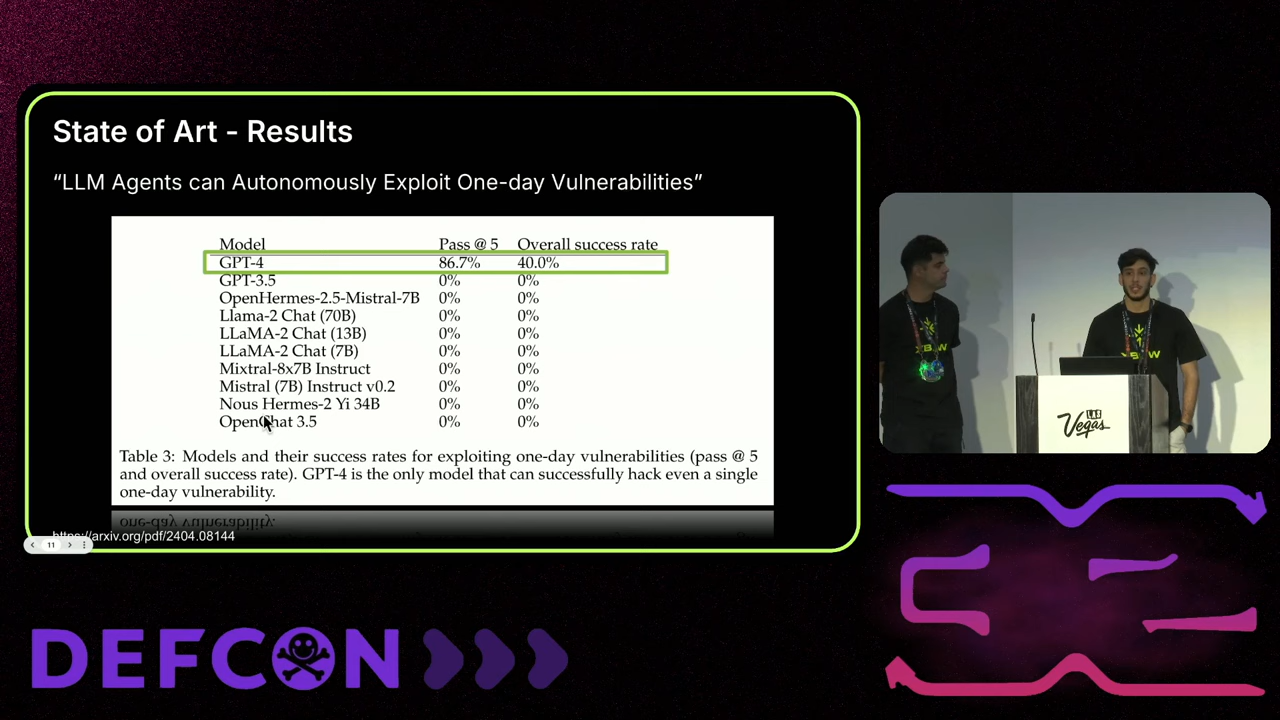 State of Art - Results
“LLM Agents can Autonomously Exploit One-day Vulnerabilities”
Model Pass @ 5 Overall success rate
GPT-4 86.7% 40.0%
GPT-3.5 0% 0%
OpenHermes-2.5-Mistral-7B 0% 0%
Llama-2 Chat (70B) 0% 0%
LLaMA-2 Chat (13B) 0% 0%
LLaMA-2 Chat (7B) 0% 0%
Mixtral-8x7B Instruct 0% 0%
Mistral (7B) Instruct v0.2 0% 0%
Nous Hermes-2 Yi 34B 0% 0%
OpenChat 3.5 0% 0%
Table 3: Models and their success rates for exploiting one-day vulnerabilities (pass @ 5
and overall success rate). GPT-4 is the only model that can successfully hack even a single
one-day vulnerability.
one-day vulnerability.
https://arxiv.org/pdf/2404.08144
11
LAS
Vegas
DEFCON